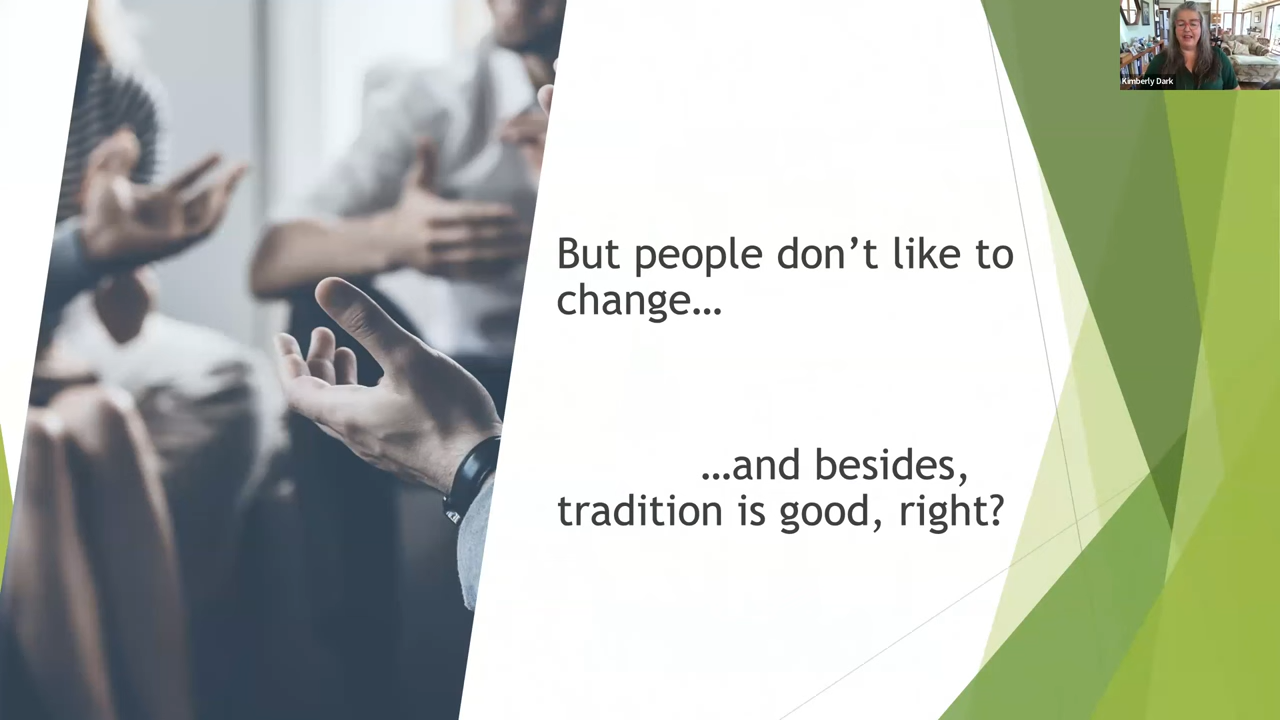 Kimberly Dark
But people don’t like to
change…
…and besides,
tradition is good, right?